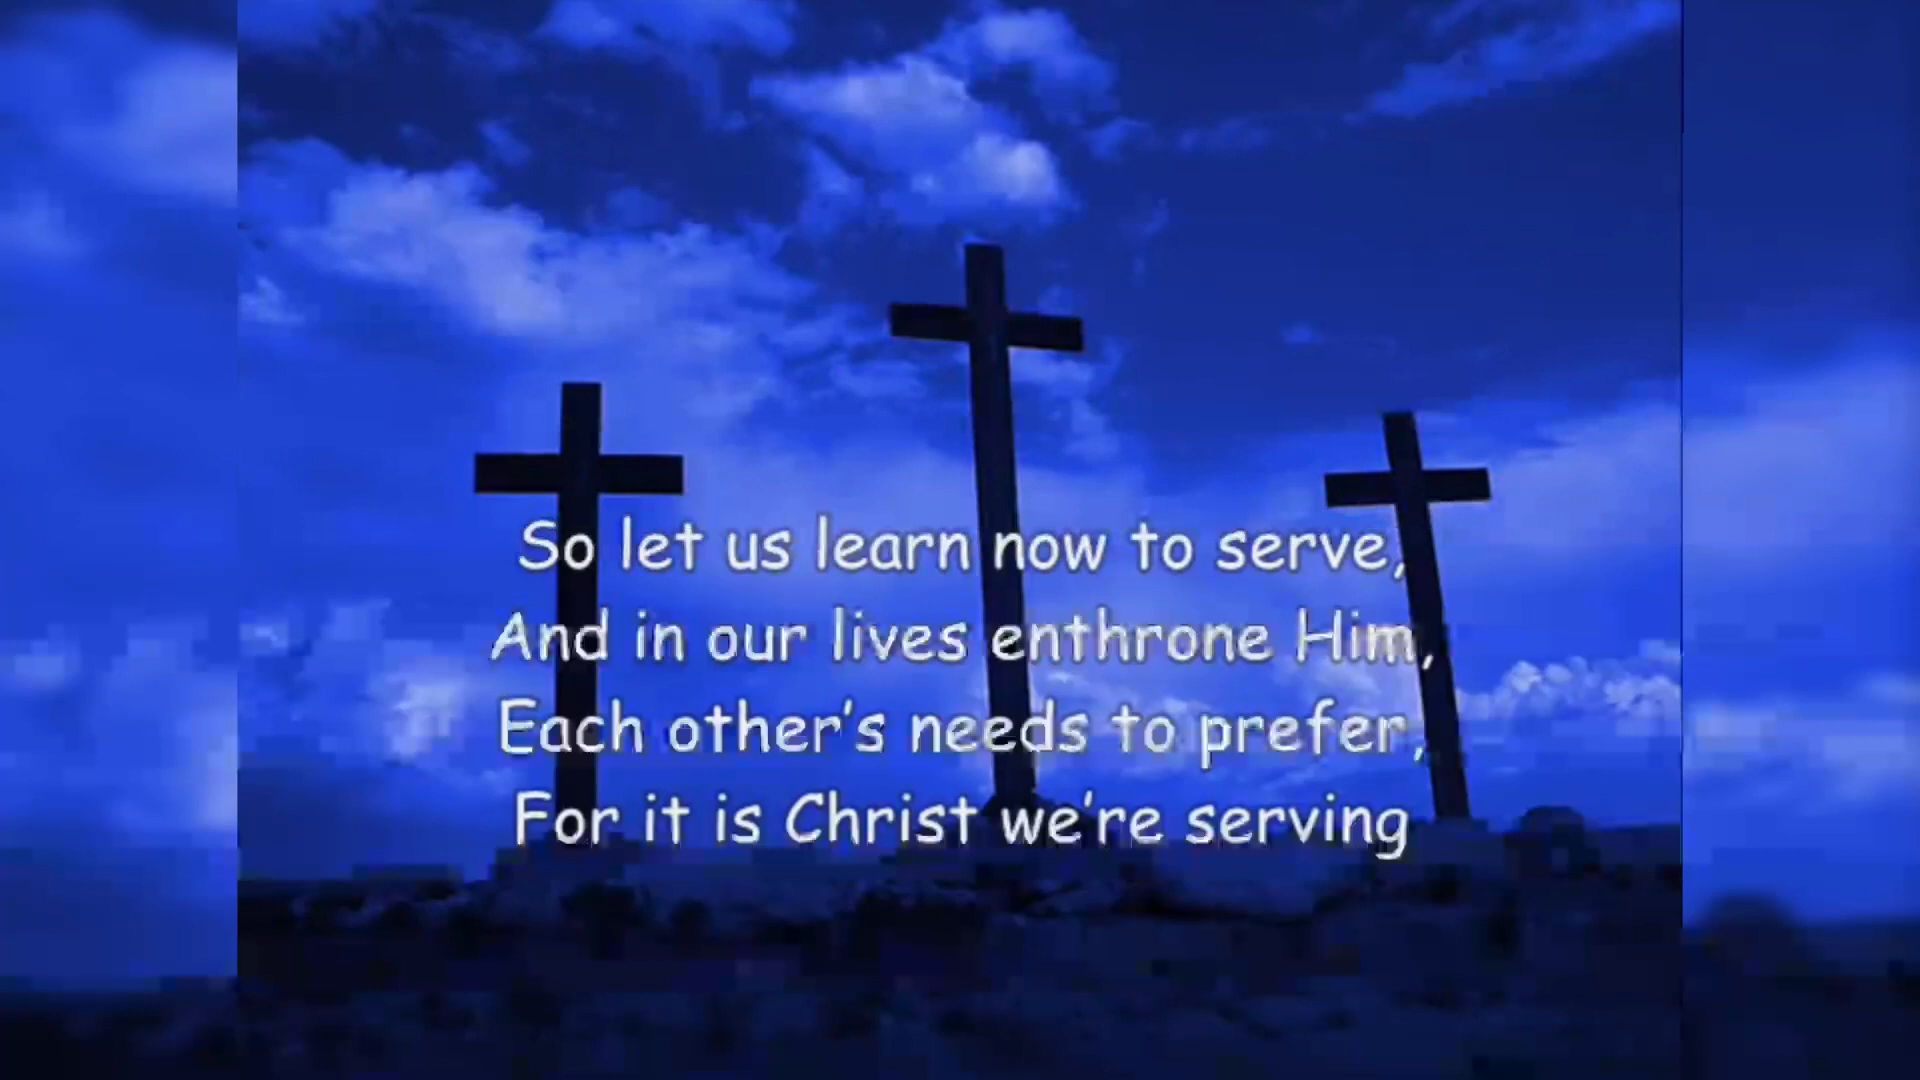 So let us learn now to serve,
And in our lives enthrone Him,
Each other's needs to prefer,
For it is Christ we're serving